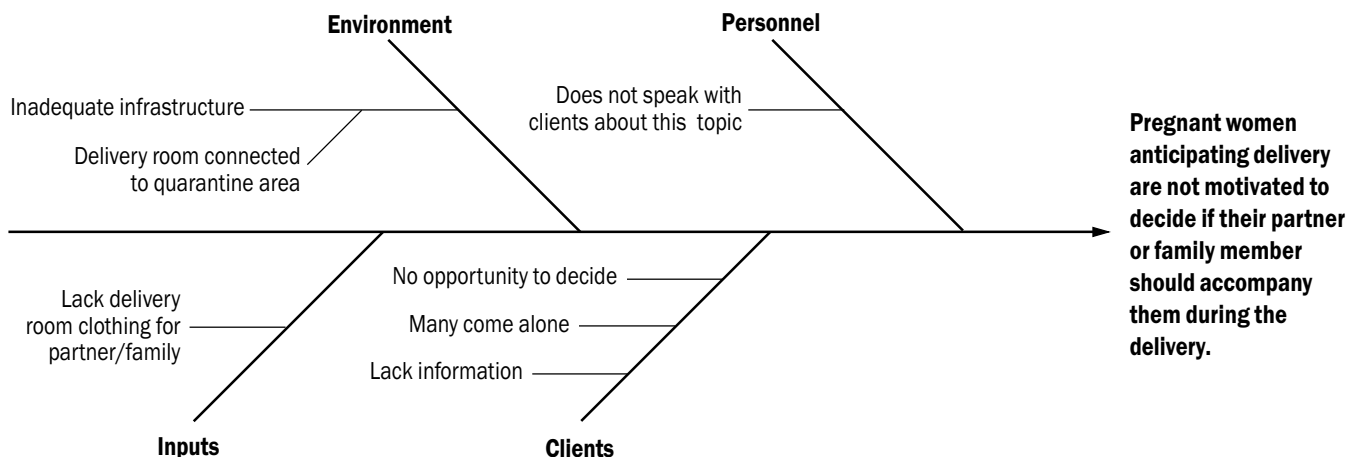 Environment
Personnel
Inadequate infrastructure
Delivery room connected
to quarantine area
Does not speak with
clients about this topic
Pregnant women
anticipating delivery
are not motivated to
decide if their partner
or family member
should accompany
them during the
delivery.
Lack delivery
room clothing for
partner/family
No opportunity to decide
Many come alone
Lack information
Inputs
Clients